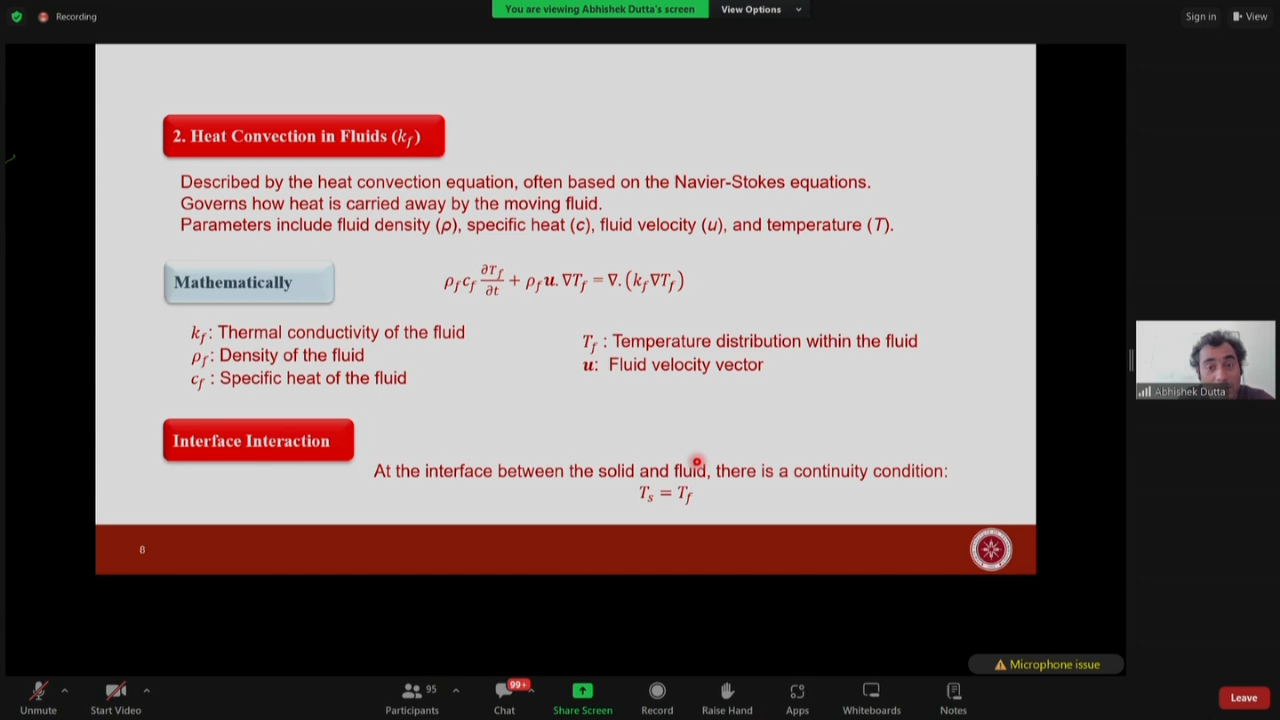 You are viewing Abhishek Dutta's screen
View Options
Recording
Sign in
View
2. Heat Convection in Fluids (k_f)
Described by the heat convection equation, often based on the Navier-Stokes equations.
Governs how heat is carried away by the moving fluid.
Parameters include fluid density (ρ), specific heat (c), fluid velocity (u), and temperature (T).
Mathematically
ρ_f c_f ∂T_f/∂t + ρ_f u. ∇T_f = ∇. (k_f ∇T_f)
k_f: Thermal conductivity of the fluid
ρ_f: Density of the fluid
c_f : Specific heat of the fluid
T_f : Temperature distribution within the fluid
u: Fluid velocity vector
Interface Interaction
At the interface between the solid and fluid, there is a continuity condition:
T_s = T_f
8
Abhishek Dutta
Microphone issue
Unmute
Start Video
95
Participants
99+
Chat
Share Screen
Record
Raise Hand
Apps
Whiteboards
Notes
Leave